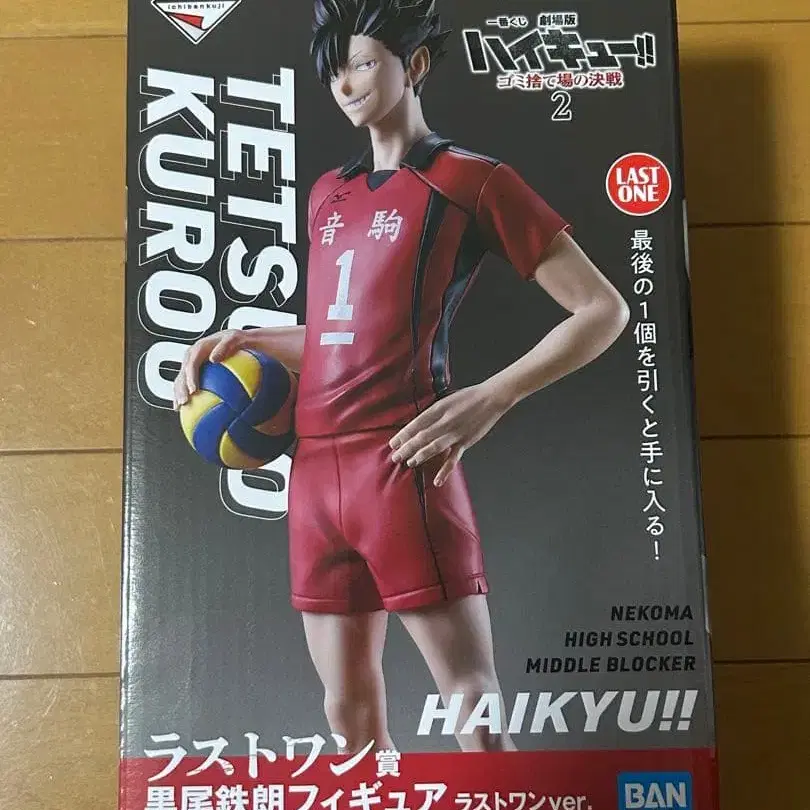 ichibankuji
一番くじ 劇場版
ハイキュー!!
ゴミ捨て場の決戦
2
TETSURO
KUROO
LAST
ONE
最後の1個を引くと手に入る!
音駒
1
NEKOMA
HIGH SCHOOL
MIDDLE BLOCKER
HAIKYU!!
ラストワン賞
黒尾鉄朗フィギュア ラストワンver.
BAN